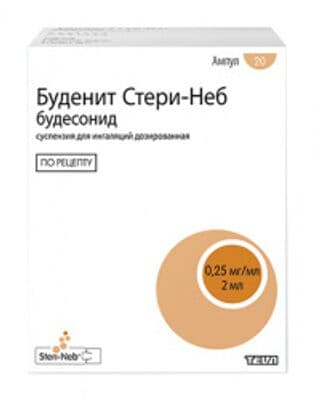 Ампул 20
Буденит Стери-Неб
будесонид
суспензия для ингаляций дозированная
ПО РЕЦЕПТУ
0,25 мг/мл
2 мл
Steri-Neb
TEVA